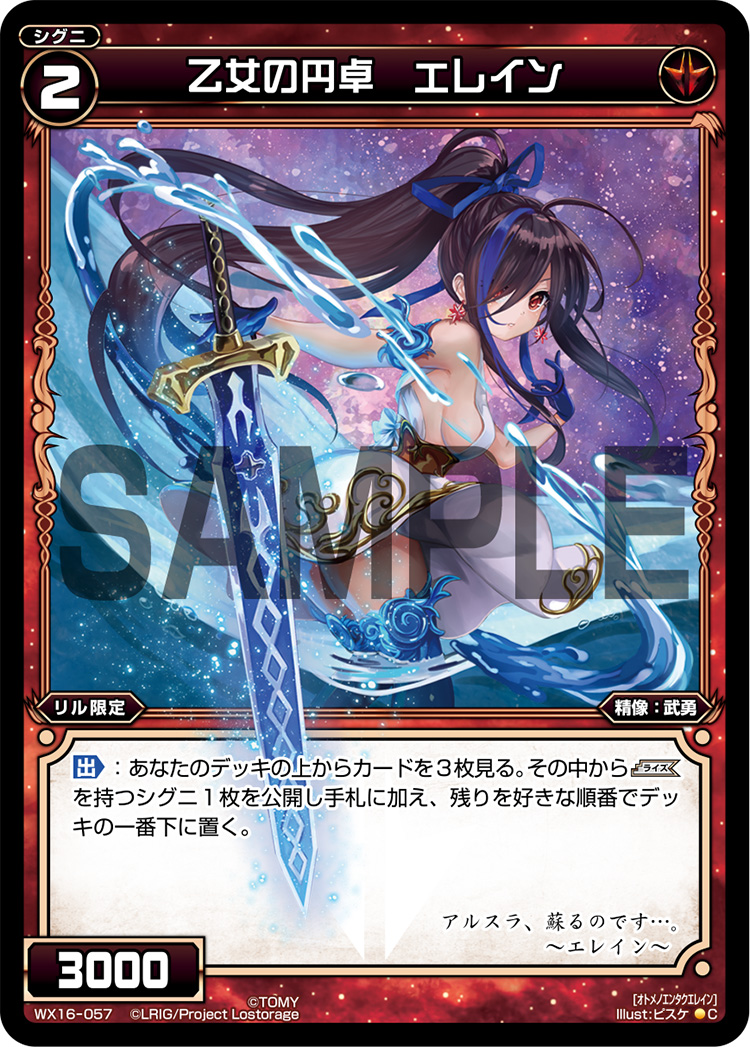 シグニ
2
乙女の円卓　エレイン
SAMPLE
リル限定
精像：武勇
出：あなたのデッキの上からカードを３枚見る。その中からライズ
を持つシグニ１枚を公開し手札に加え、残りを好きな順番でデッ
キの一番下に置く。
アルスラ、蘇るのです…。
～エレイン～
3000
©TOMY
[オトメノエンタクエレイン]
WX16-057 ©LRIG/Project Lostorage
Illust:ビスケ C